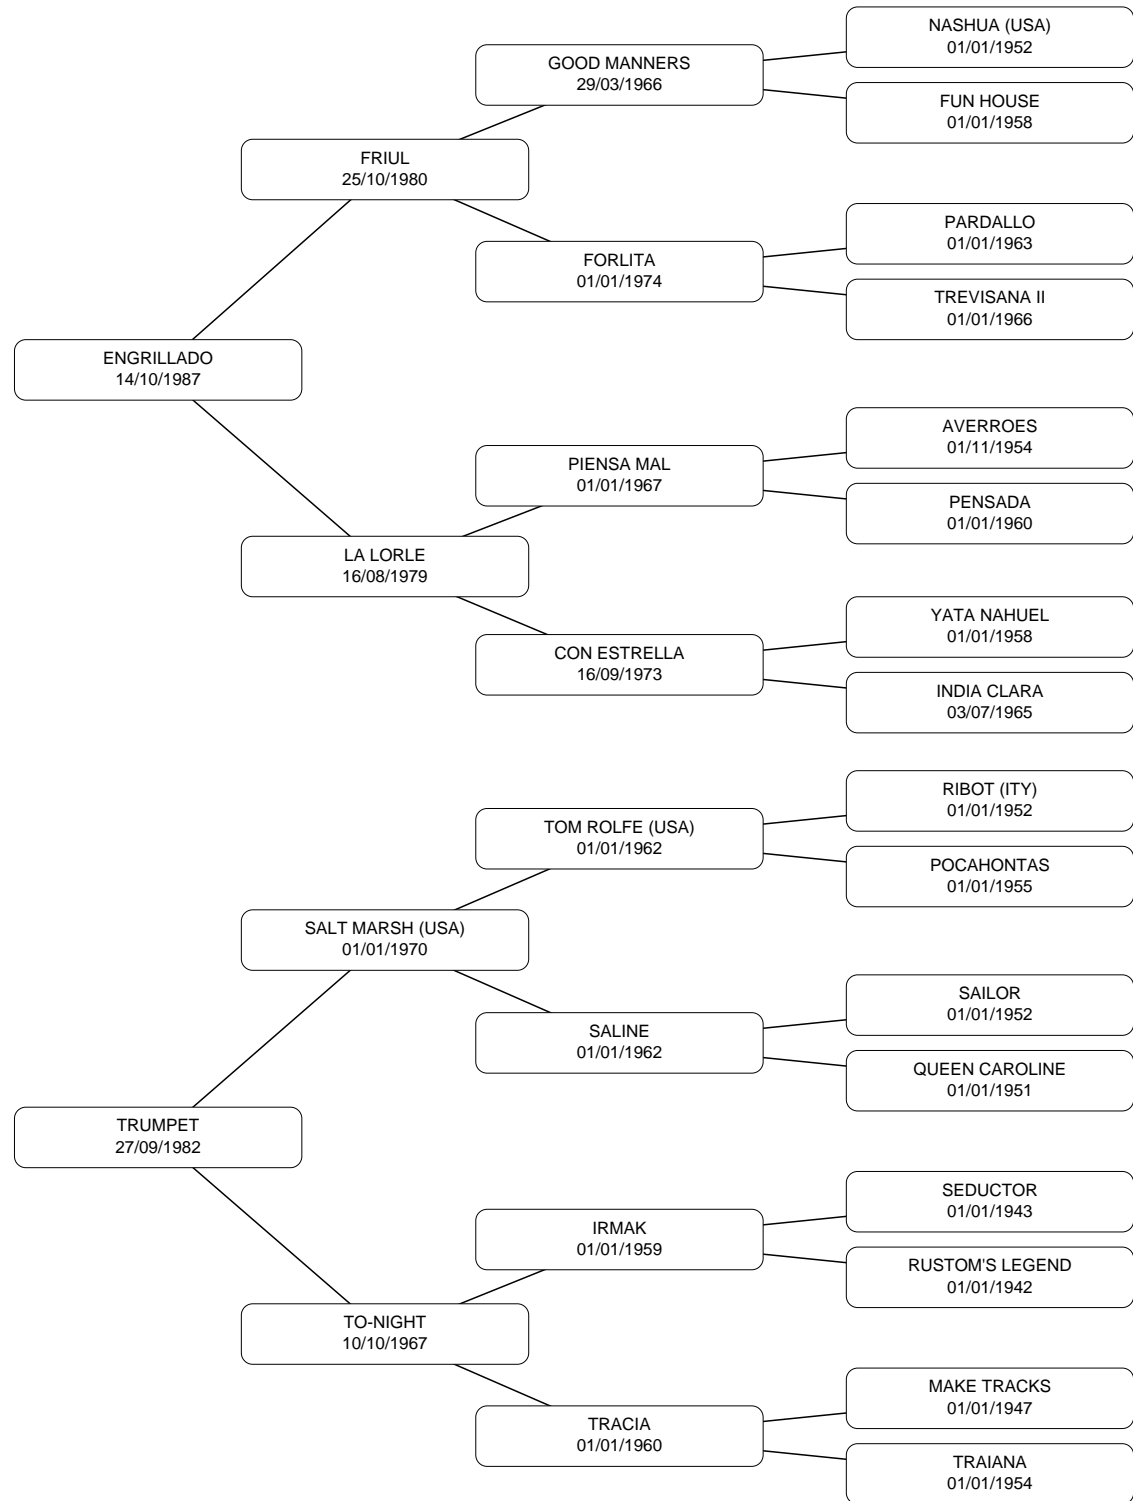 NASHUA (USA)
01/01/1952
GOOD MANNERS
29/03/1966
FUN HOUSE
01/01/1958
FRIUL
25/10/1980
PARDALLO
01/01/1963
FORLITA
01/01/1974
TREVISANA II
01/01/1966
ENGRILLADO
14/10/1987
AVERROES
01/11/1954
PIENSA MAL
01/01/1967
PENSADA
01/01/1960
LA LORLE
16/08/1979
YATA NAHUEL
01/01/1958
CON ESTRELLA
16/09/1973
INDIA CLARA
03/07/1965
RIBOT (ITY)
01/01/1952
TOM ROLFE (USA)
01/01/1962
POCAHONTAS
01/01/1955
SALT MARSH (USA)
01/01/1970
SAILOR
01/01/1952
SALINE
01/01/1962
QUEEN CAROLINE
01/01/1951
TRUMPET
27/09/1982
SEDUCTOR
01/01/1943
IRMAK
01/01/1959
RUSTOM'S LEGEND
01/01/1942
TO-NIGHT
10/10/1967
MAKE TRACKS
01/01/1947
TRACIA
01/01/1960
TRAIANA
01/01/1954